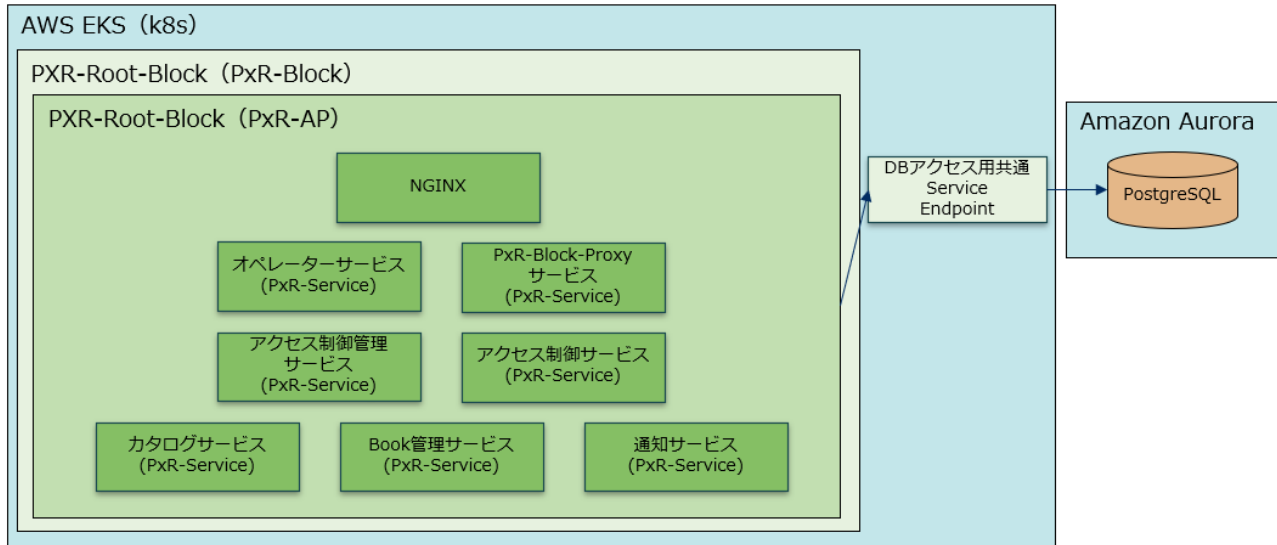 AWS EKS（k8s）
PXR-Root-Block（PxR-Block）
PXR-Root-Block（PxR-AP）
NGINX
オペレーターサービス
(PxR-Service)
PxR-Block-Proxy
サービス
(PxR-Service)
アクセス制御管理
サービス
(PxR-Service)
アクセス制御サービス
(PxR-Service)
カタログサービス
(PxR-Service)
Book管理サービス
(PxR-Service)
通知サービス
(PxR-Service)
DBアクセス用共通
Service
Endpoint
Amazon Aurora
PostgreSQL